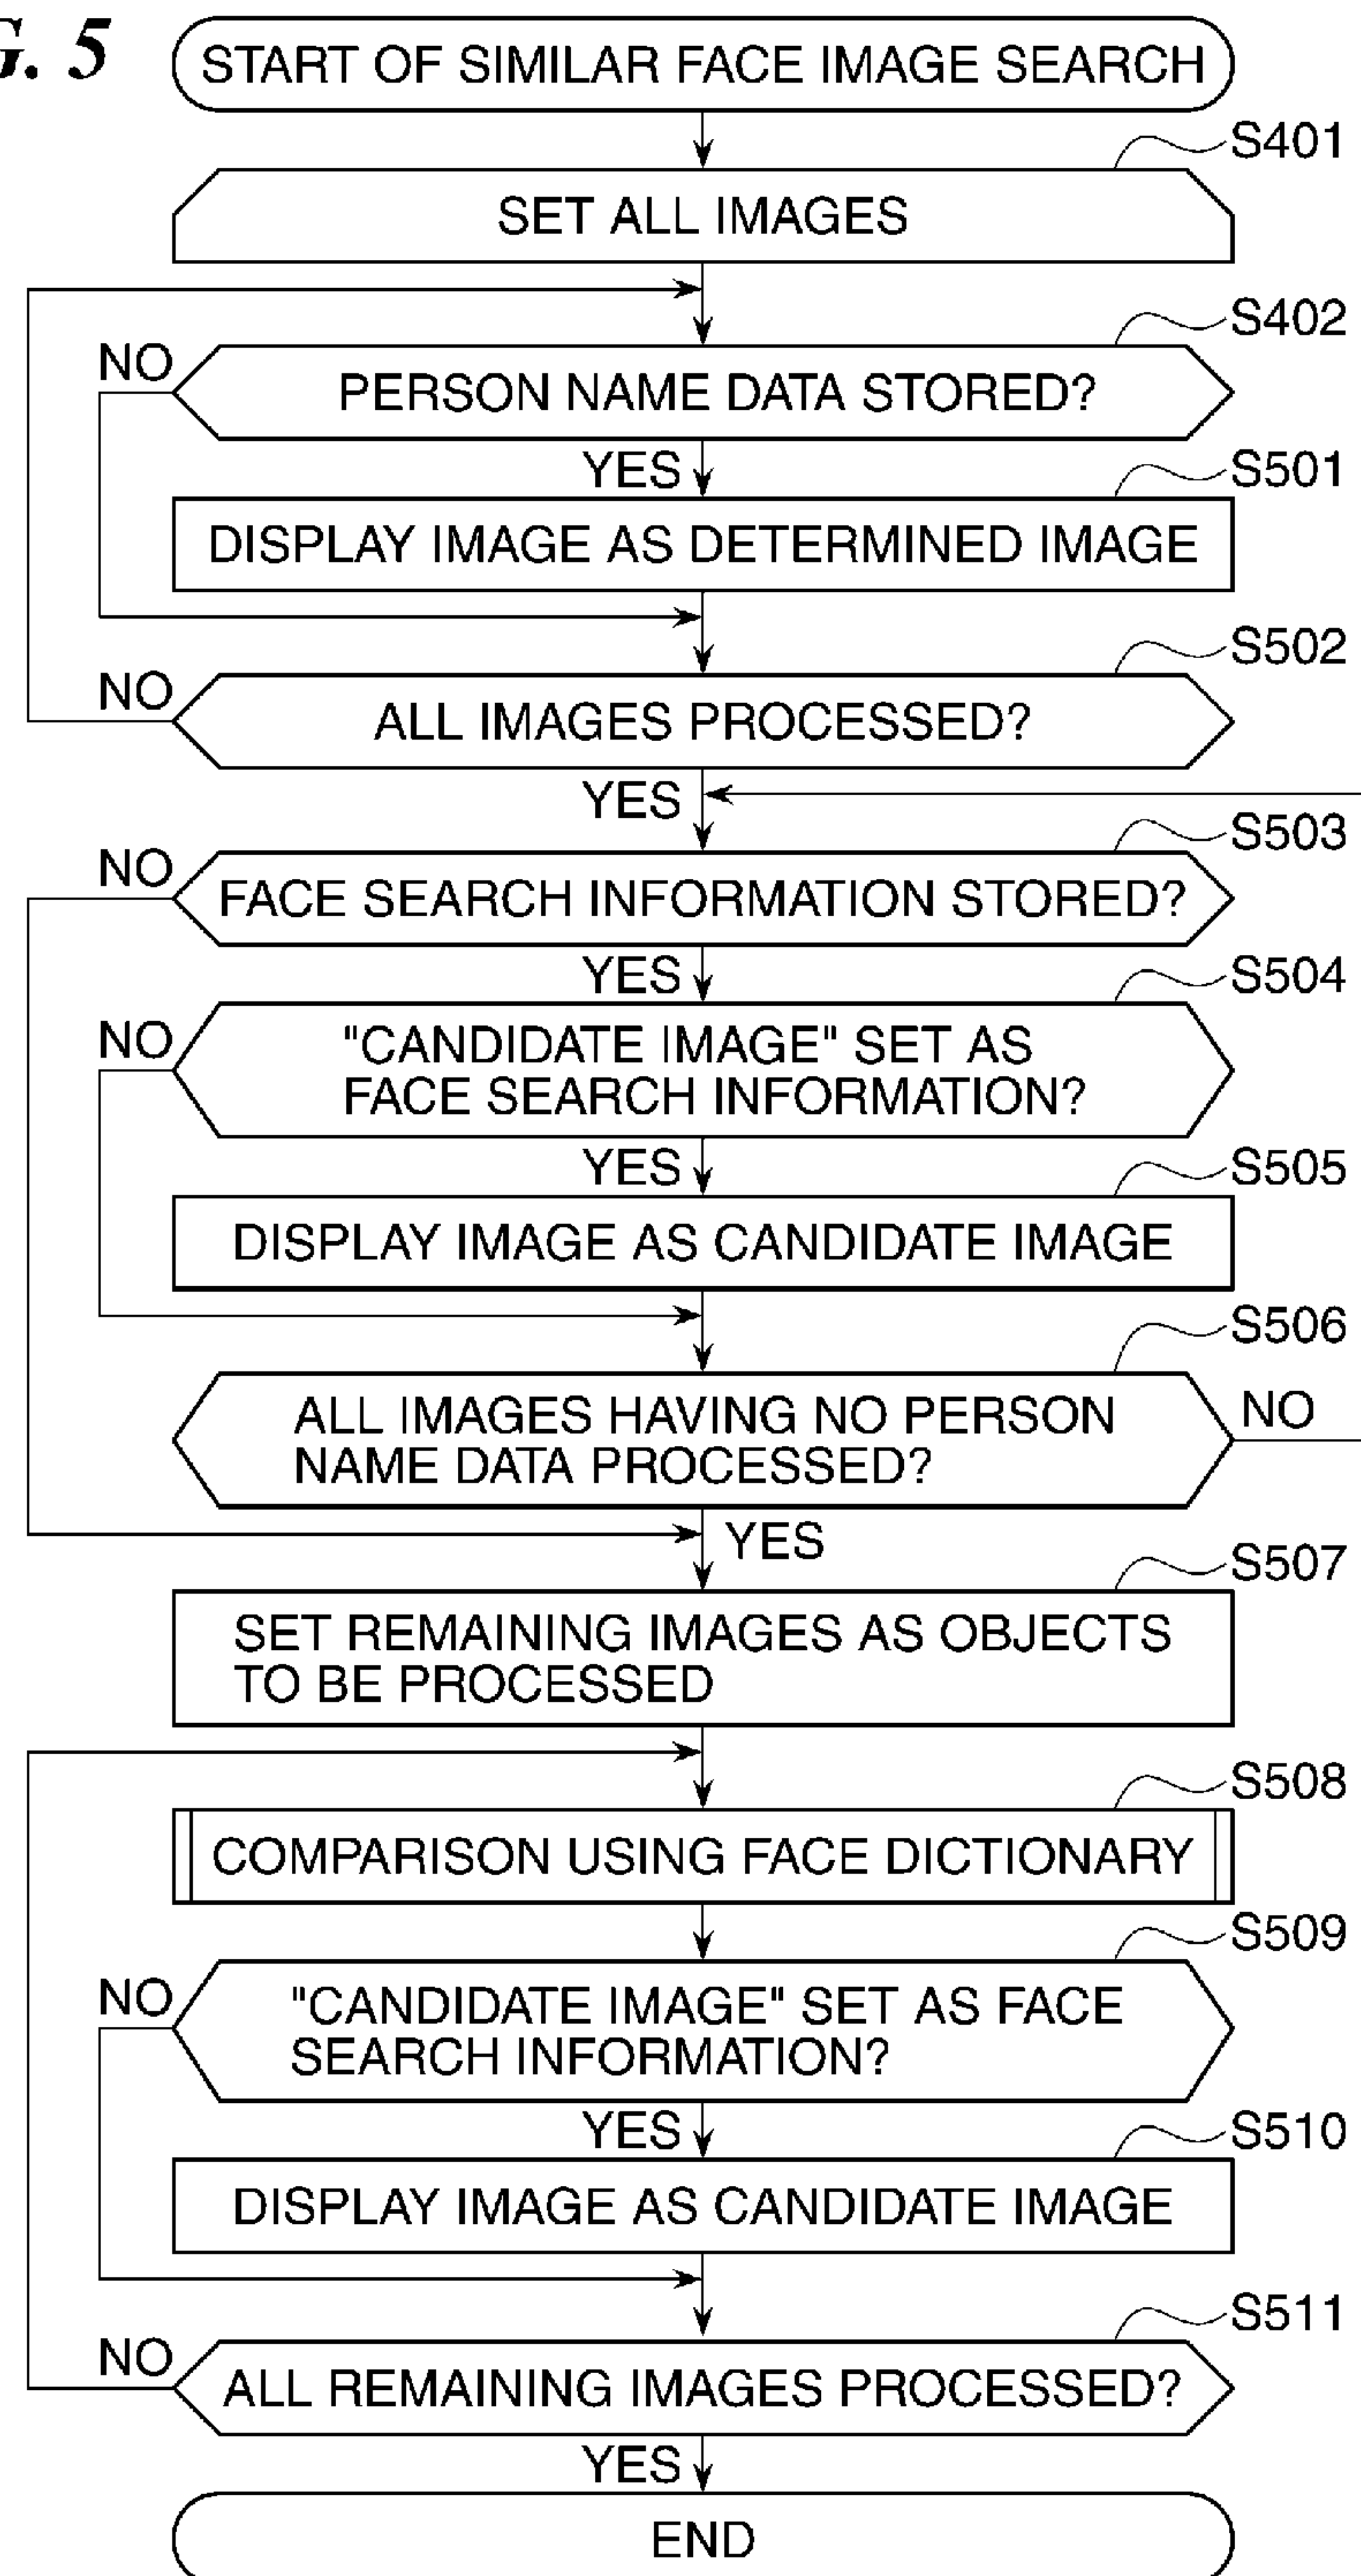 G. 5
START OF SIMILAR FACE IMAGE SEARCH
S401
SET ALL IMAGES
S402
NO
PERSON NAME DATA STORED?
YES
S501
DISPLAY IMAGE AS DETERMINED IMAGE
S502
NO
ALL IMAGES PROCESSED?
YES
S503
NO
FACE SEARCH INFORMATION STORED?
YES
S504
NO
"CANDIDATE IMAGE" SET AS
FACE SEARCH INFORMATION?
YES
S505
DISPLAY IMAGE AS CANDIDATE IMAGE
S506
ALL IMAGES HAVING NO PERSON
NAME DATA PROCESSED?
NO
YES
S507
SET REMAINING IMAGES AS OBJECTS
TO BE PROCESSED
S508
COMPARISON USING FACE DICTIONARY
S509
NO
"CANDIDATE IMAGE" SET AS FACE
SEARCH INFORMATION?
YES
S510
DISPLAY IMAGE AS CANDIDATE IMAGE
S511
NO
ALL REMAINING IMAGES PROCESSED?
YES
END